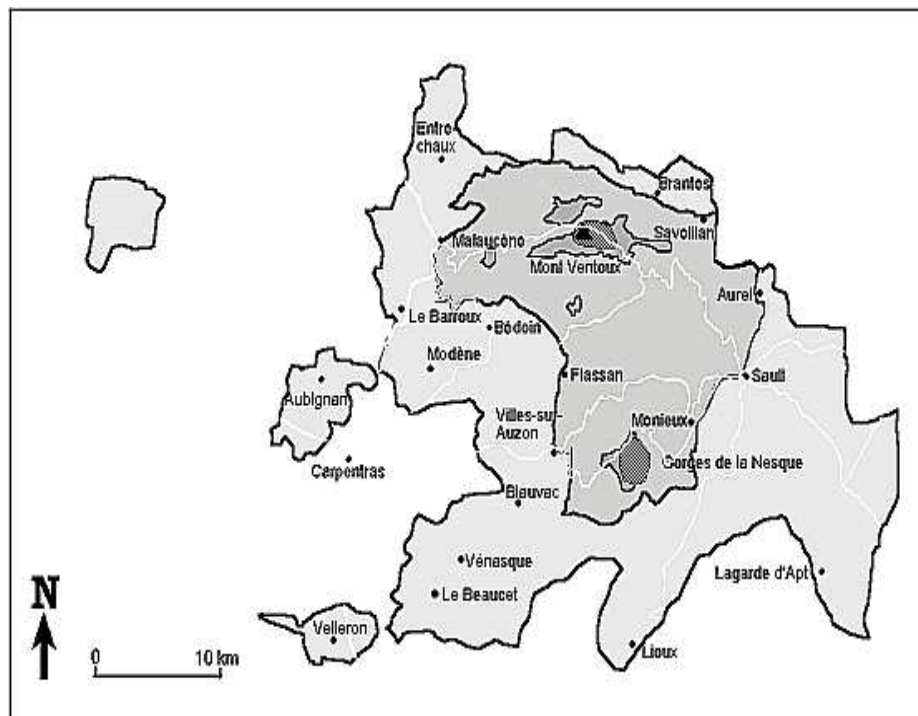 Entre
chaux
Brantes
Savoillan
Malaucène
Mont Ventoux
Aurel
Le Barroux
Bédoin
Modène
Flassan
Sault
Aubignan
Villes-sur-
Auzon
Monieux
Carpentras
Gorges de la Nesque
Blauvac
Vénasque
Lagarde d'Apt
Le Beaucet
N
Velleron
Lioux
0 10 km